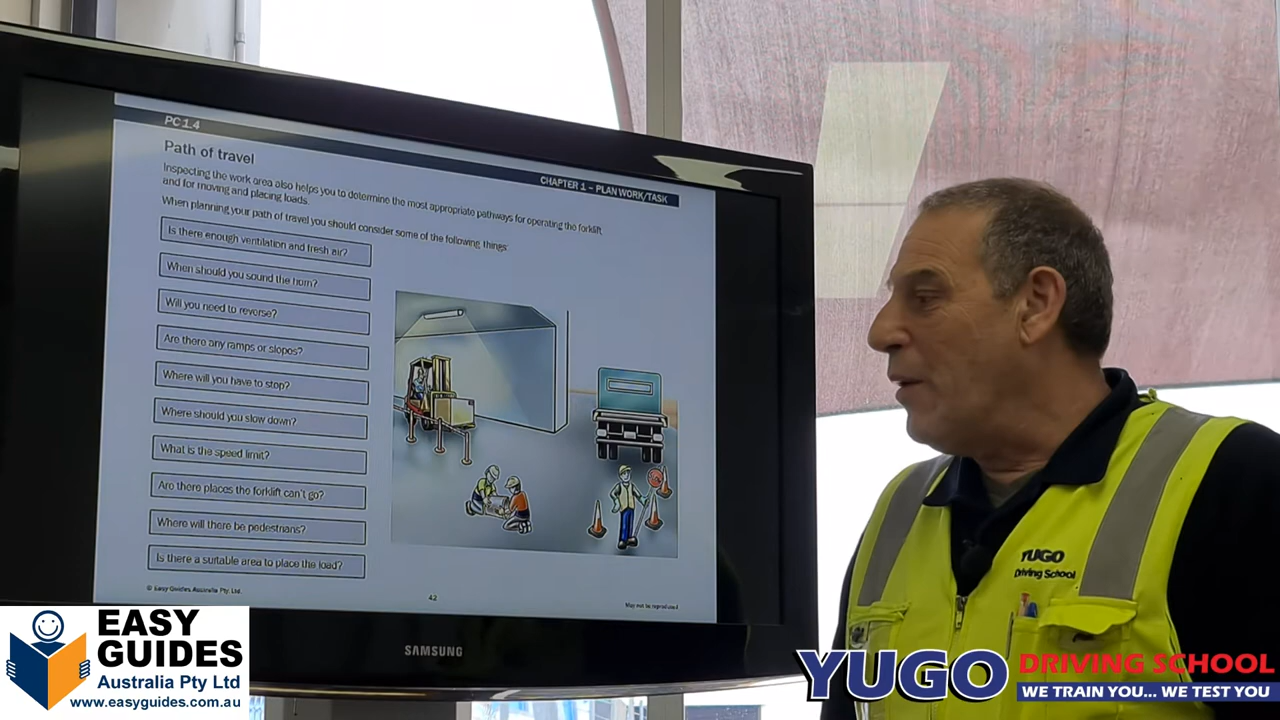 PC 1.4
CHAPTER 1 – PLAN WORK/TASK
Path of travel
Inspecting the work area also helps you to determine the most appropriate pathways for operating the forklift,
and for moving and placing loads.
When planning your path of travel you should consider some of the following things:
Is there enough ventilation and fresh air?
When should you sound the horn?
Will you need to reverse?
Are there any ramps or slopes?
Where will you have to stop?
Where should you slow down?
What is the speed limit?
Are there places the forklift can't go?
Where will there be pedestrians?
Is there a suitable area to place the load?
© Easy Guides Australia Pty. Ltd.
42
May not be reproduced
SAMSUNG
YUGO
Driving School
EASY
GUIDES
Australia Pty Ltd
www.easyguides.com.au
YUGO DRIVING SCHOOL
WE TRAIN YOU... WE TEST YOU